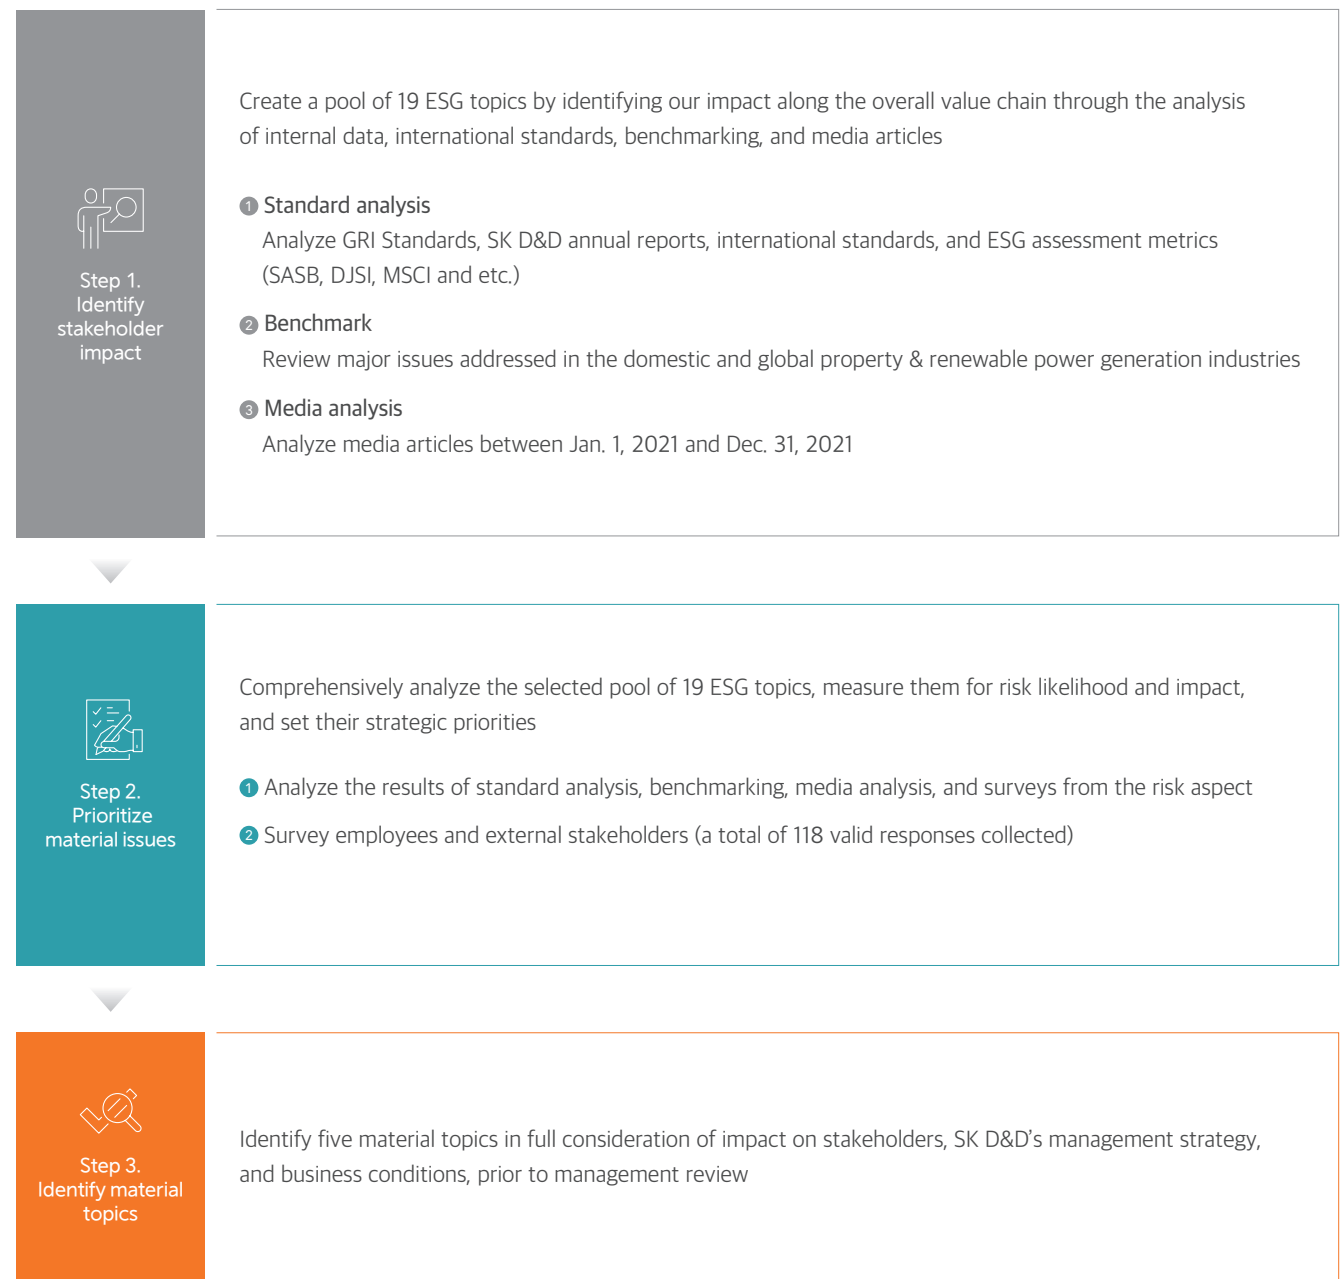 Step 1.
Identify
stakeholder
impact
Create a pool of 19 ESG topics by identifying our impact along the overall value chain through the analysis
of internal data, international standards, benchmarking, and media articles
1 Standard analysis
Analyze GRI Standards, SK D&D annual reports, international standards, and ESG assessment metrics
(SASB, DJSI, MSCI and etc.)
2 Benchmark
Review major issues addressed in the domestic and global property & renewable power generation industries
3 Media analysis
Analyze media articles between Jan. 1, 2021 and Dec. 31, 2021
Step 2.
Prioritize
material issues
Comprehensively analyze the selected pool of 19 ESG topics, measure them for risk likelihood and impact,
and set their strategic priorities
1 Analyze the results of standard analysis, benchmarking, media analysis, and surveys from the risk aspect
2 Survey employees and external stakeholders (a total of 118 valid responses collected)
Step 3.
Identify material
topics
Identify five material topics in full consideration of impact on stakeholders, SK D&D's management strategy,
and business conditions, prior to management review